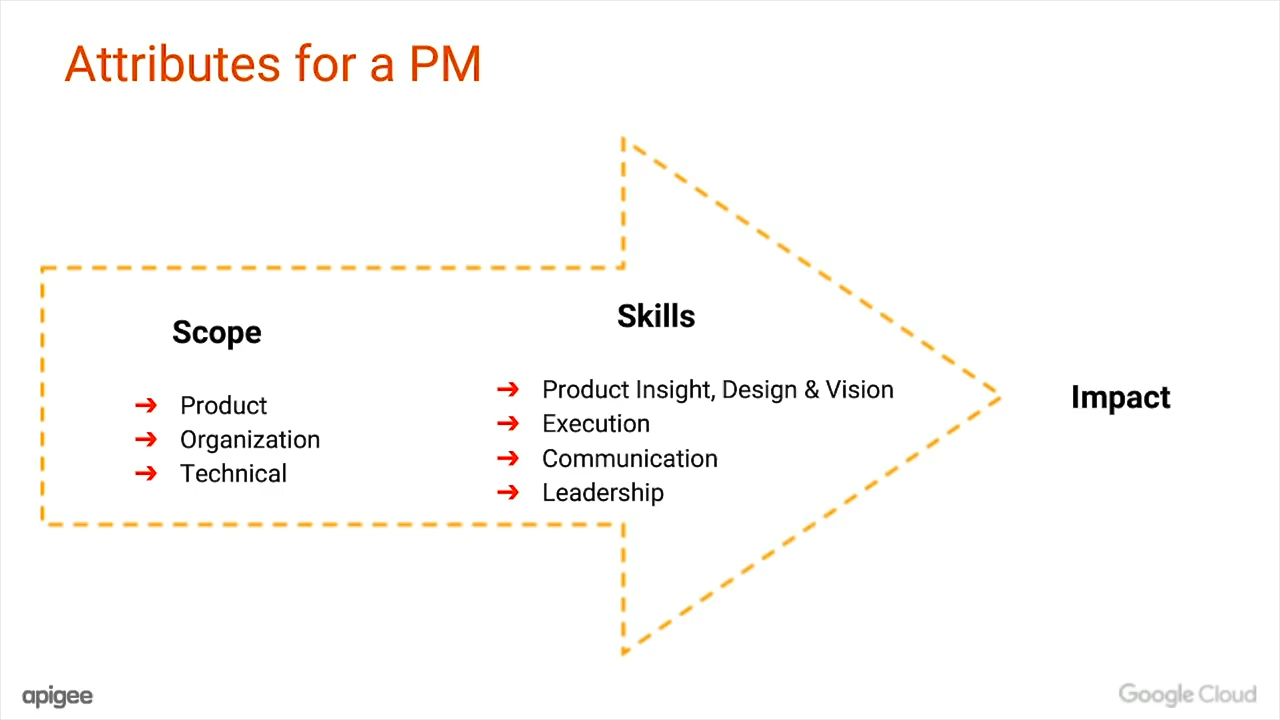 Attributes for a PM
Scope
Product
Organization
Technical
Skills
Product Insight, Design & Vision
Execution
Communication
Leadership
Impact
apigee
Google Cloud